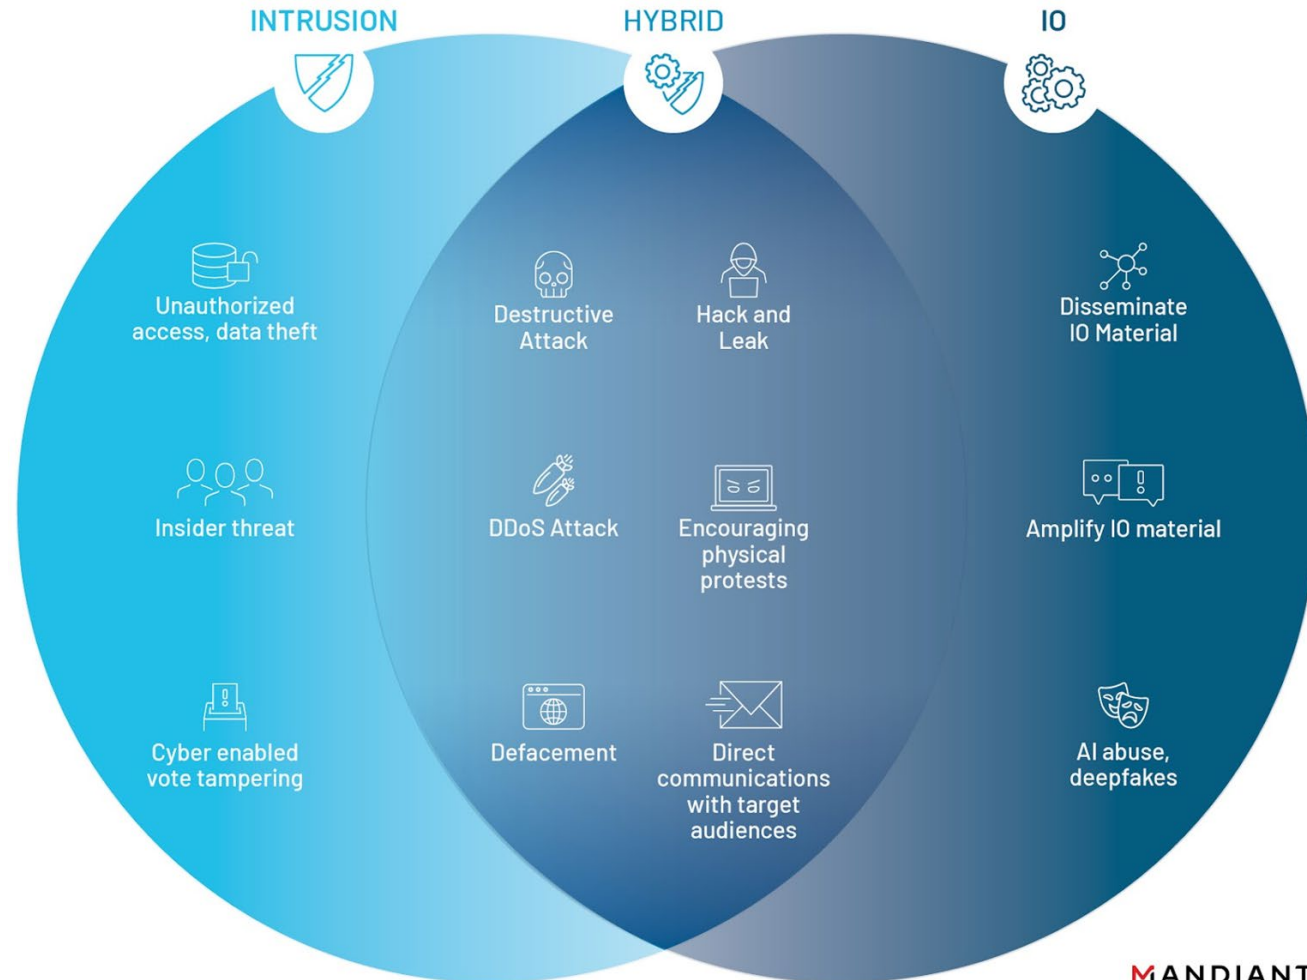 INTRUSION
HYBRID
IO
Unauthorized
access, data theft
Destructive
Attack
Hack and
Leak
Disseminate
IO Material
Insider threat
DDoS Attack
Encouraging
physical
protests
Amplify IO material
Cyber enabled
vote tampering
Defacement
Direct
communications
with target
audiences
AI abuse,
deepfakes
MANDIANT